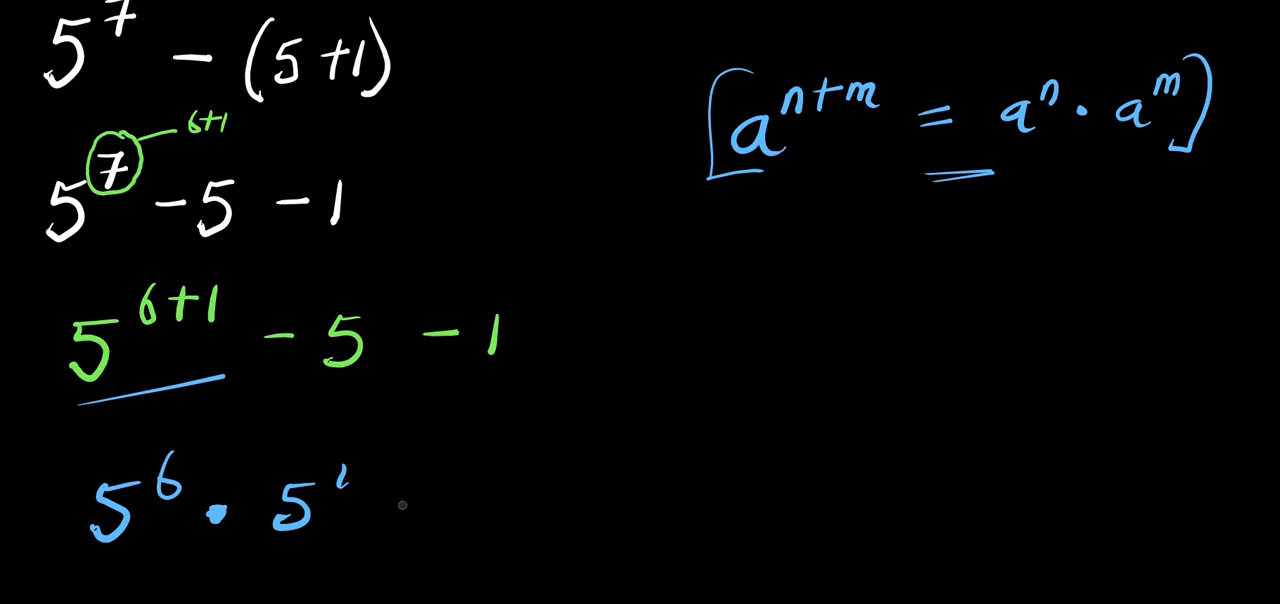 5^7 - (5+1)
[a^{n+m} = a^n · a^m]
6+1
5^7 - 5 - 1
5^{6+1} - 5 - 1
5^6 · 5^1